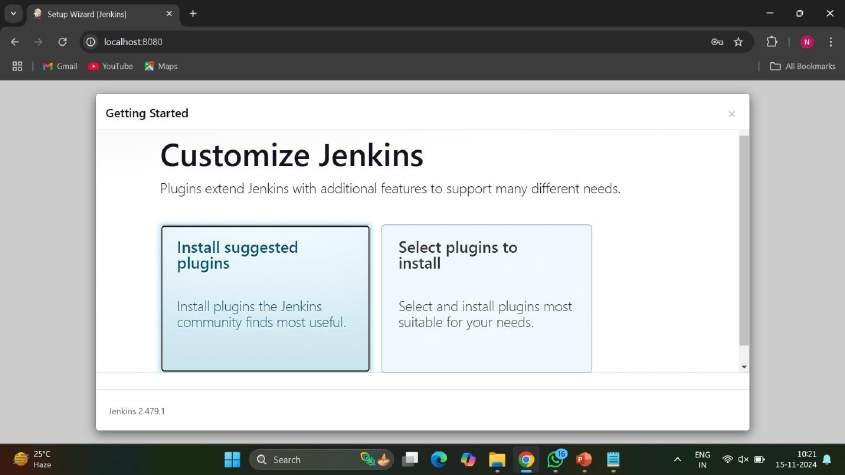 Setup Wizard [Jenkins]
localhost:8080
N
Gmail
YouTube
Maps
All Bookmarks
Getting Started
Customize Jenkins
Plugins extend Jenkins with additional features to support many different needs.
Install suggested
plugins
Install plugins the Jenkins
community finds most useful.
Select plugins to
install
Select and install plugins most
suitable for your needs.
Jenkins 2.479.1
25°C
Haze
Search
16
ENG
IN
10:21
15-11-2024